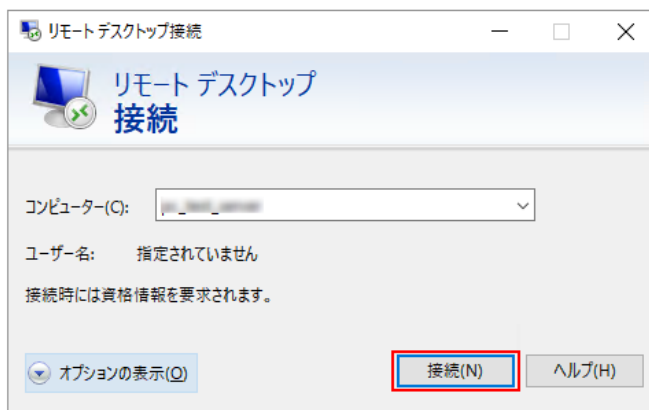 リモート デスクトップ接続
リモート デスクトップ
接続
コンピューター(C):
ユーザー名: 指定されていません
接続時には資格情報を要求されます。
オプションの表示(O) 接続(N) ヘルプ(H)